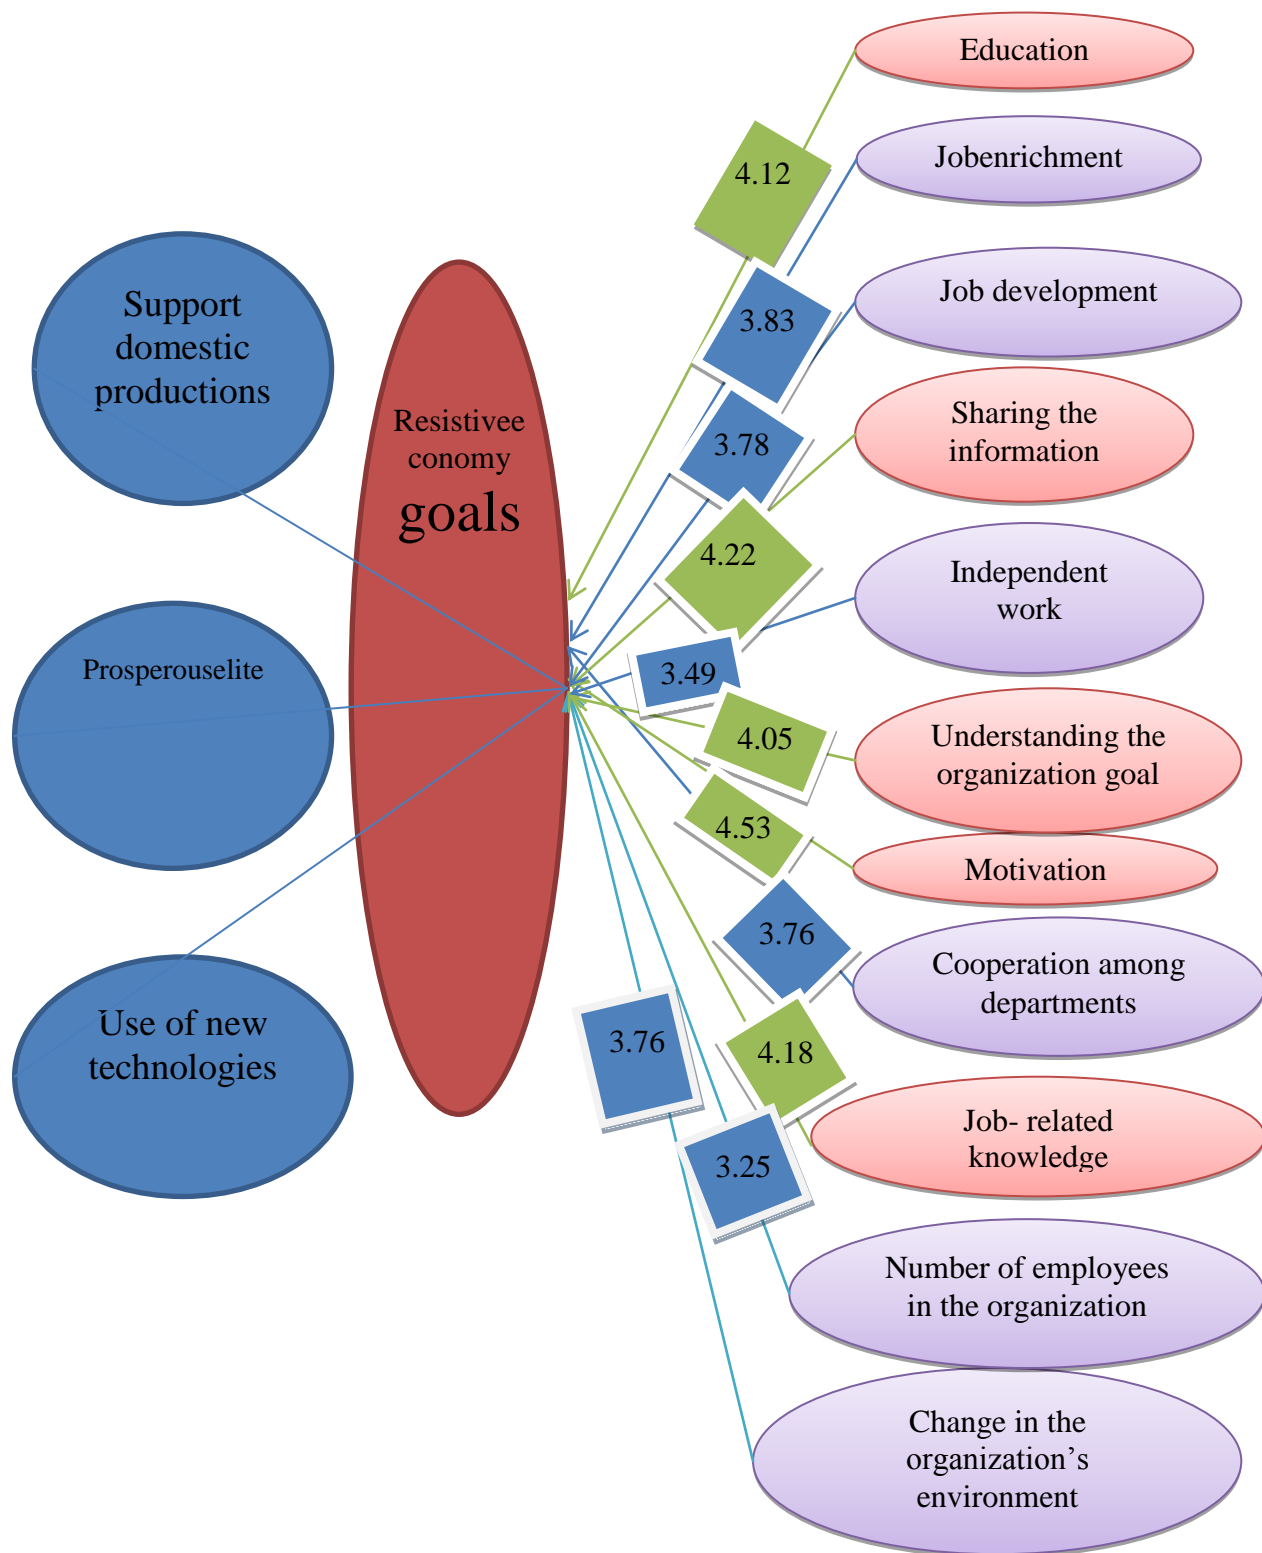 Support
domestic
productions
Prosperouselite
Use of new
technologies
Resistivee
conomy
goals
4.12
3.83
3.78
4.22
3.49
4.05
4.53
3.76
4.18
3.76
3.25
Education
Jobenrichment
Job development
Sharing the
information
Independent
work
Understanding the
organization goal
Motivation
Cooperation among
departments
Job- related
knowledge
Number of employees
in the organization
Change in the
organization’s
environment